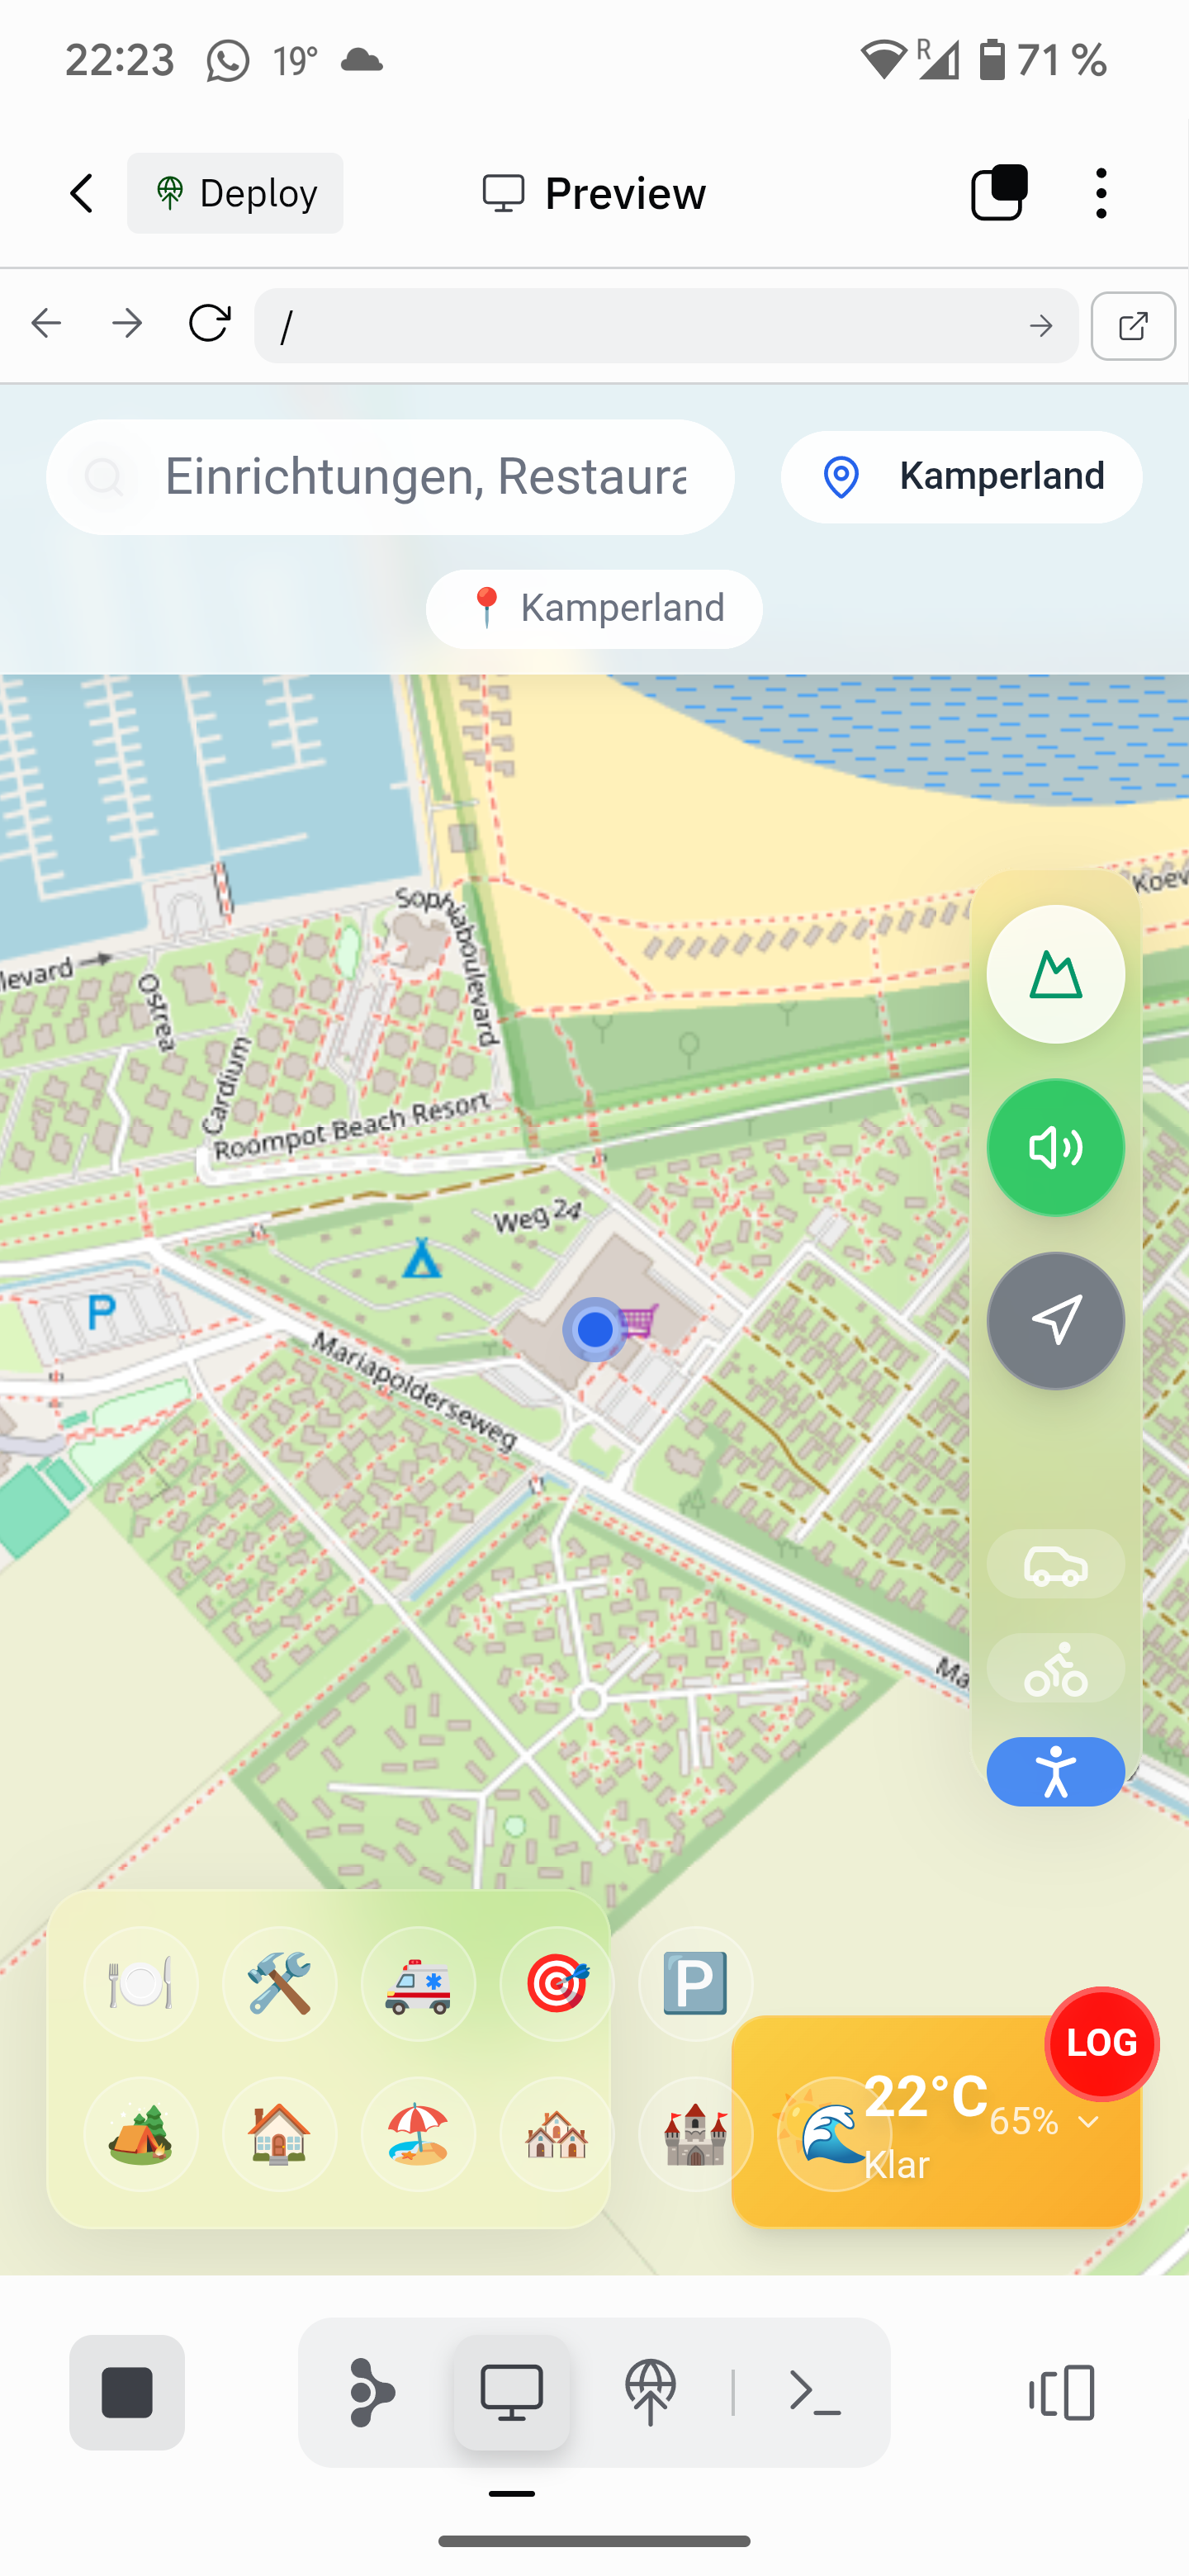 22:23 19° R 71 %
Deploy Preview
/
Einrichtungen, Restaura
Kamperland
📍 Kamperland
Koev
Sophiaboulevard
levard
Ostrea
Cardium
Roompot Beach Resort
Weg 24
P
Mariapolderseweg
Ma
P
LOG
22°C
65%
Klar